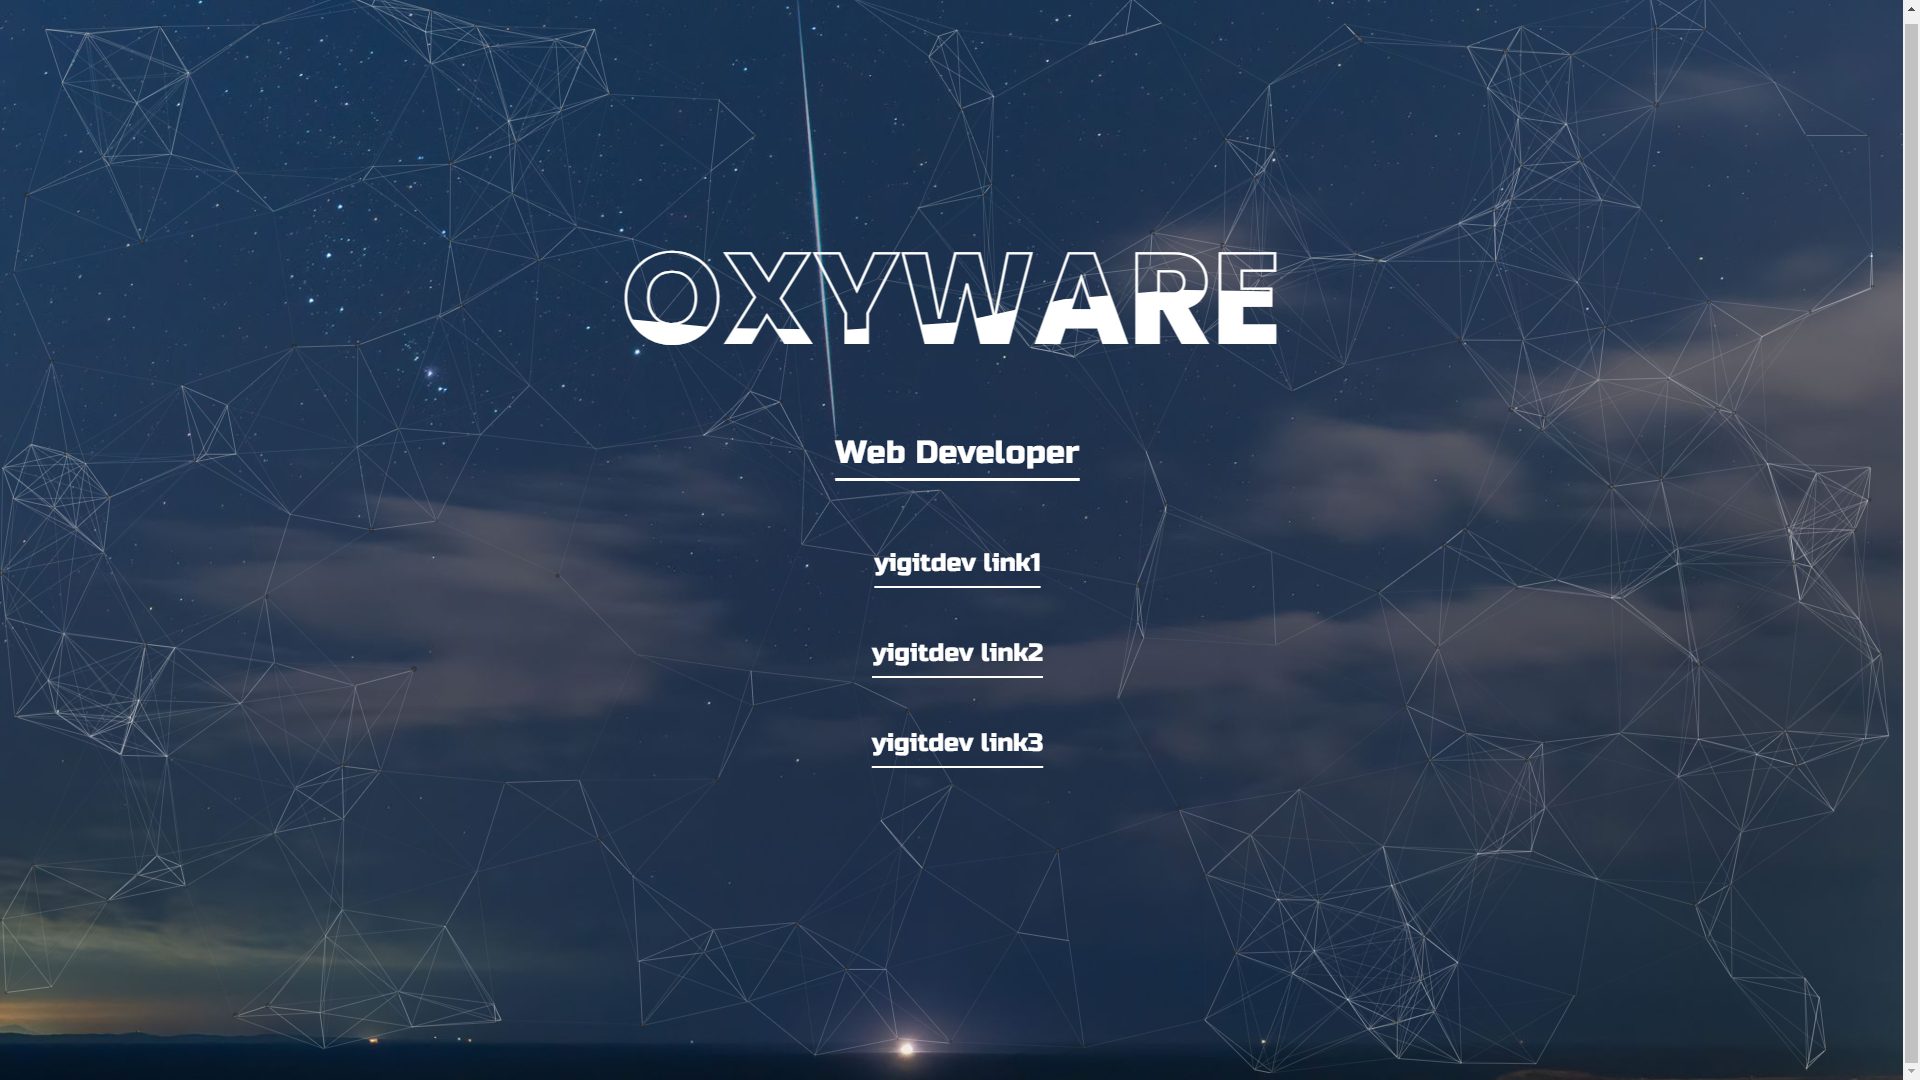 OXYWARE
Web Developer
yigitdev link1
yigitdev link2
yigitdev link3